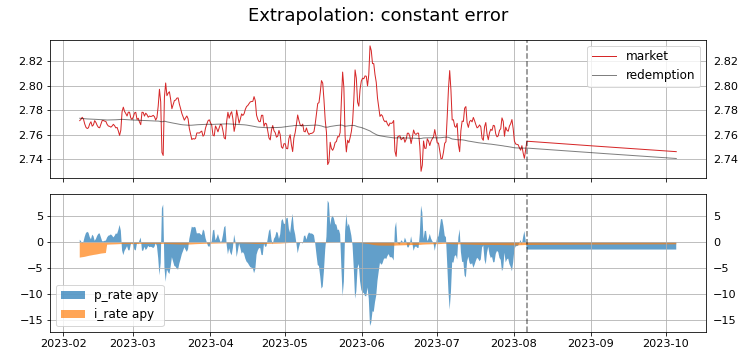 Extrapolation: constant error
2.82 2.82
2.80 2.80
2.78 2.78
2.76 2.76
2.74 2.74
market
redemption
5 5
0 0
−5 −5
−10 −10
−15 −15
p_rate apy
i_rate apy
2023-02 2023-03 2023-04 2023-05 2023-06 2023-07 2023-08 2023-09 2023-10